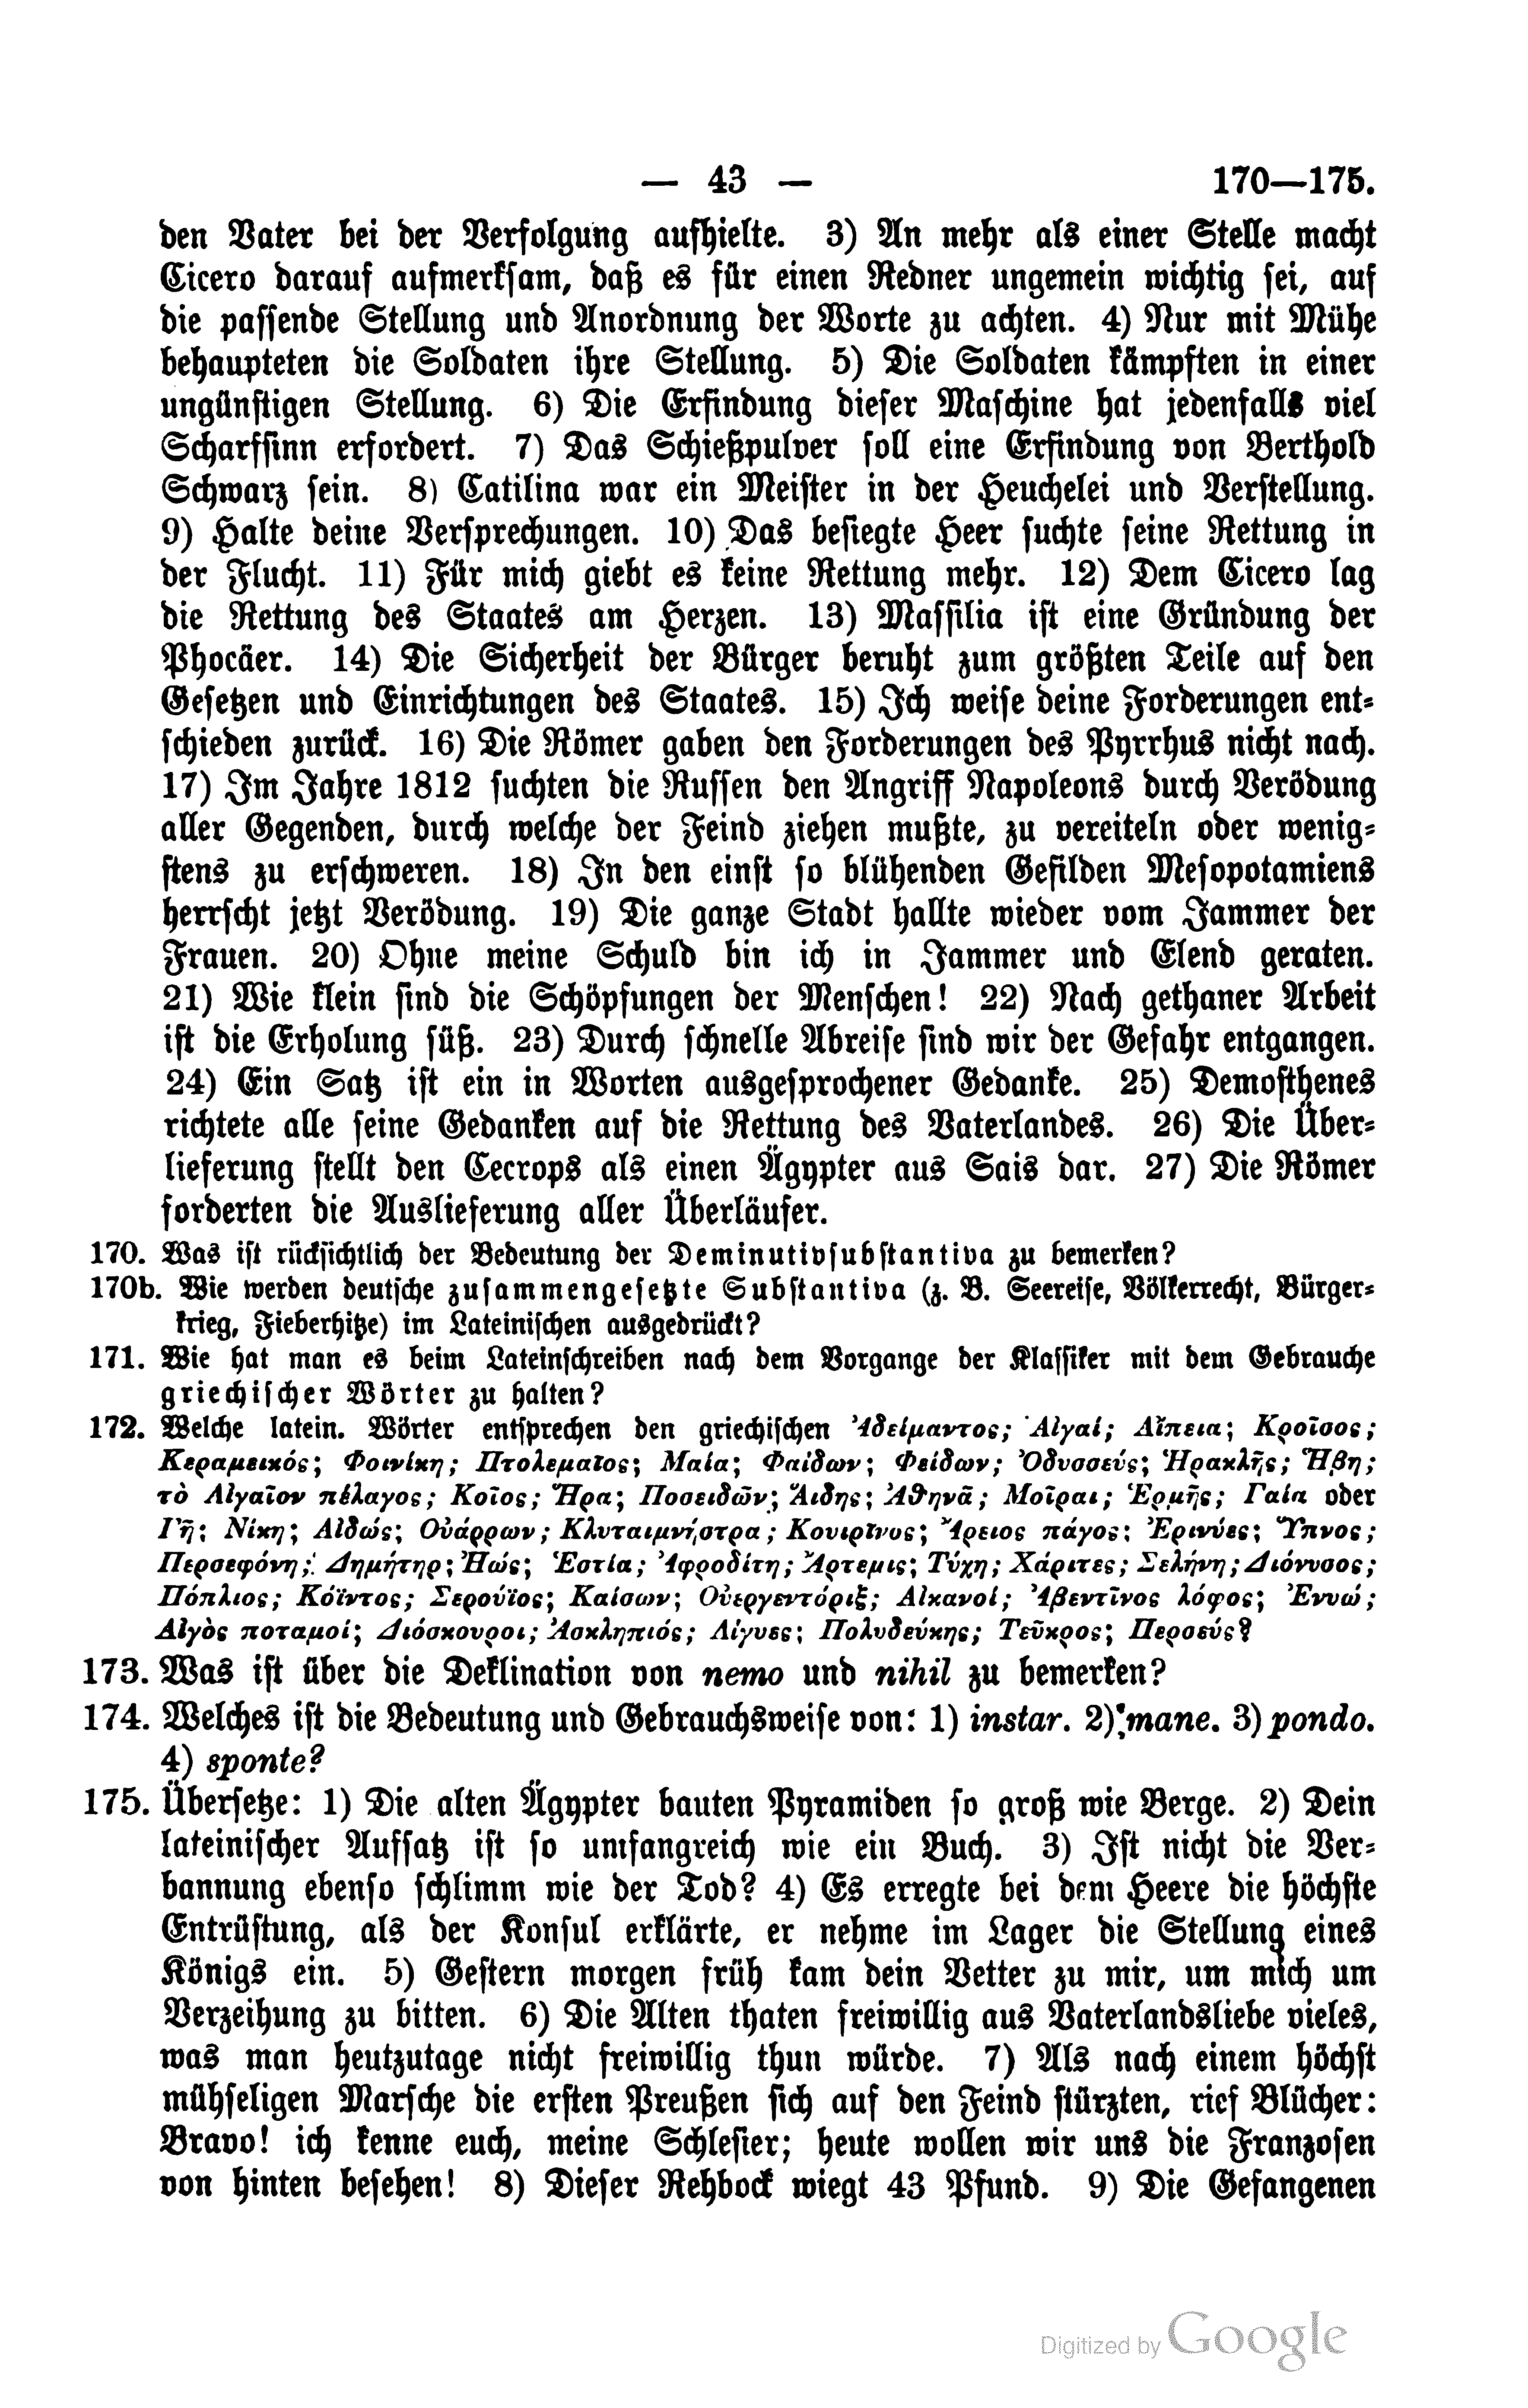 — 43 — 170—175.
den Vater bei der Verfolgung aufhielte. 3) An mehr als einer Stelle macht
Cicero darauf aufmerksam, daß es für einen Redner ungemein wichtig sei, auf
die passende Stellung und Anordnung der Worte zu achten. 4) Nur mit Mühe
behaupteten die Soldaten ihre Stellung. 5) Die Soldaten kämpften in einer
ungünstigen Stellung. 6) Die Erfindung dieser Maschine hat jedenfalls viel
Scharfsinn erfordert. 7) Das Schießpulver soll eine Erfindung von Berthold
Schwarz sein. 8) Catilina war ein Meister in der Heuchelei und Verstellung.
9) Halte deine Versprechungen. 10) Das besiegte Heer suchte seine Rettung in
der Flucht. 11) Für mich giebt es keine Rettung mehr. 12) Dem Cicero lag
die Rettung des Staates am Herzen. 13) Massilia ist eine Gründung der
Phocäer. 14) Die Sicherheit der Bürger beruht zum größten Teile auf den
Gesetzen und Einrichtungen des Staates. 15) Ich weise deine Forderungen ent-
schieden zurück. 16) Die Römer gaben den Forderungen des Pyrrhus nicht nach.
17) Im Jahre 1812 suchten die Russen den Angriff Napoleons durch Verödung
aller Gegenden, durch welche der Feind ziehen mußte, zu vereiteln oder wenig-
stens zu erschweren. 18) In den einst so blühenden Gefilden Mesopotamiens
herrscht jetzt Verödung. 19) Die ganze Stadt hallte wieder vom Jammer der
Frauen. 20) Ohne meine Schuld bin ich in Jammer und Elend geraten.
21) Wie klein sind die Schöpfungen der Menschen! 22) Nach gethaner Arbeit
ist die Erholung süß. 23) Durch schnelle Abreise sind wir der Gefahr entgangen.
24) Ein Satz ist ein in Worten ausgesprochener Gedanke. 25) Demosthenes
richtete alle seine Gedanken auf die Rettung des Vaterlandes. 26) Die Über-
lieferung stellt den Cecrops als einen Ägypter aus Sais dar. 27) Die Römer
forderten die Auslieferung aller Überläufer.
170. Was ist rücksichtlich der Bedeutung der Deminutivsubstantiva zu bemerken?
170b. Wie werden deutsche zusammengesetzte Substantiva (z. B. Seereise, Völkerrecht, Bürger-
krieg, Fieberhitze) im Lateinischen ausgedrückt?
171. Wie hat man es beim Lateinschreiben nach dem Vorgange der Klassiker mit dem Gebrauche
griechischer Wörter zu halten?
172. Welche latein. Wörter entsprechen den griechischen Ἀδείμαντος; Αἰγαί; Αἴπεια; Κροῖσος;
Κεραμεικός; Φοινίκη; Πτολεμαῖος; Μαία; Φαίδων; Φείδων; Ὀδυσσεύς; Ἡρακλῆς; Ἥβη;
τὸ Αἰγαῖον πέλαγος; Κοῖος; Ἥρα; Ποσειδῶν; Ἅιδης; Ἀθηνᾶ; Μοῖραι; Ἑρμῆς; Γαῖα oder
Γῆ; Νίκη; Αἰδώς; Οὐάρρων; Κλυταιμνήστρα; Κουιρῖνος; Ἄρειος πάγος; Ἐρινύες; Ὕπνος;
Περσεφόνη; Δημήτηρ; Ἠώς; Ἑστία; Ἀφροδίτη; Ἄρτεμις; Τύχη; Χάριτες; Σελήνη; Διόνυσος;
Πόπλιος; Κόϊντος; Σερούϊος; Καίσων; Οὐεργεντόριξ; Αἰκανοί; Ἀβεντῖνος λόφος; Ἐννώ;
Αἰγὸς ποταμοί; Διόσκουροι; Ἀσκληπιός; Λίγυες; Πολυδεύκης; Τεῦκρος; Περσεύς?
173. Was ist über die Deklination von nemo und nihil zu bemerken?
174. Welches ist die Bedeutung und Gebrauchsweise von: 1) instar. 2) mane. 3) pondo.
4) sponte?
175. Übersetze: 1) Die alten Ägypter bauten Pyramiden so groß wie Berge. 2) Dein
lateinischer Aufsatz ist so umfangreich wie ein Buch. 3) Ist nicht die Ver-
bannung ebenso schlimm wie der Tod? 4) Es erregte bei dem Heere die höchste
Entrüstung, als der Konsul erklärte, er nehme im Lager die Stellung eines
Königs ein. 5) Gestern morgen früh kam dein Vetter zu mir, um mich um
Verzeihung zu bitten. 6) Die Alten thaten freiwillig aus Vaterlandsliebe vieles,
was man heutzutage nicht freiwillig thun würde. 7) Als nach einem höchst
mühseligen Marsche die ersten Preußen sich auf den Feind stürzten, rief Blücher:
Bravo! ich kenne euch, meine Schlesier; heute wollen wir uns die Franzosen
von hinten besehen! 8) Dieser Rehbock wiegt 43 Pfund. 9) Die Gefangenen
Digitized by Google